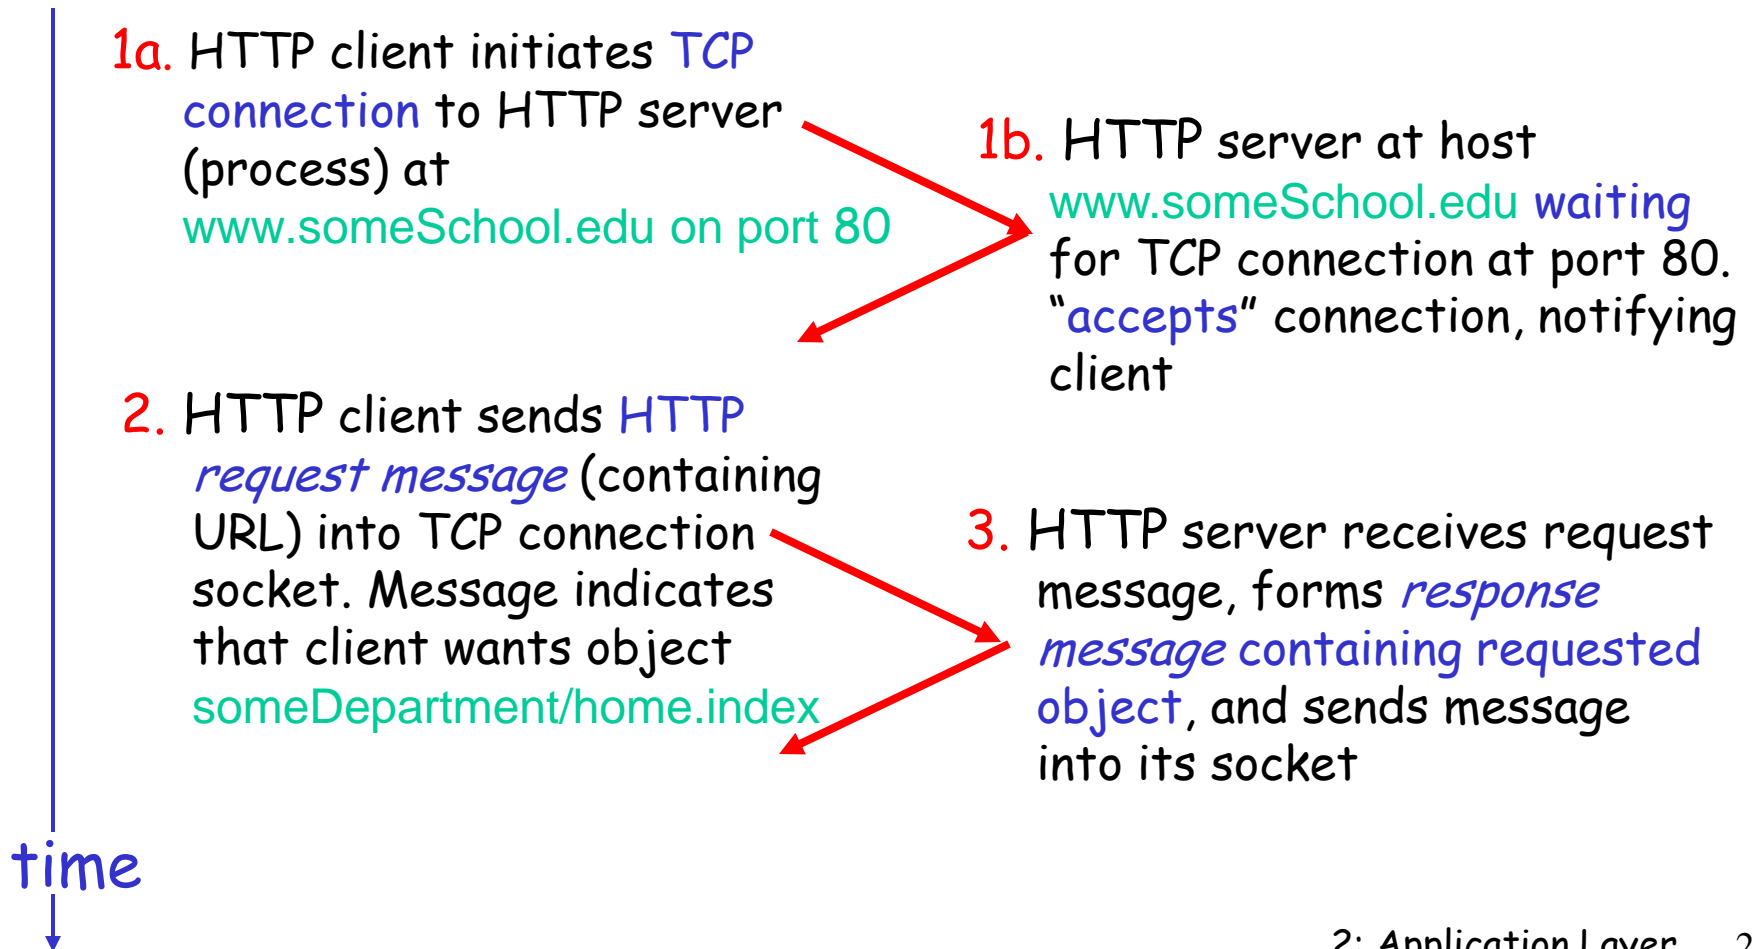 1a. HTTP client initiates TCP
connection to HTTP server
(process) at
www.someSchool.edu on port 80
1b. HTTP server at host
www.someSchool.edu waiting
for TCP connection at port 80.
“accepts” connection, notifying
client
2. HTTP client sends HTTP
request message (containing
URL) into TCP connection
socket. Message indicates
that client wants object
someDepartment/home.index
3. HTTP server receives request
message, forms response
message containing requested
object, and sends message
into its socket
time
2: Application Layer 2